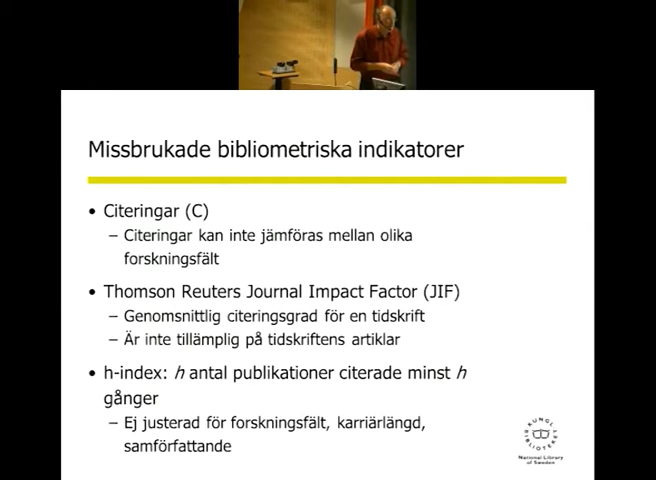 Missbrukade bibliometriska indikatorer
• Citeringar (C)
– Citeringar kan inte jämföras mellan olika
forskningsfält
• Thomson Reuters Journal Impact Factor (JIF)
– Genomsnittlig citeringsgrad för en tidskrift
– Är inte tillämplig på tidskriftens artiklar
• h-index: h antal publikationer citerade minst h
gånger
– Ej justerad för forskningsfält, karriärlängd,
samförfattande
KUNGL.
BIBLIOTEKET
National Library
of Sweden